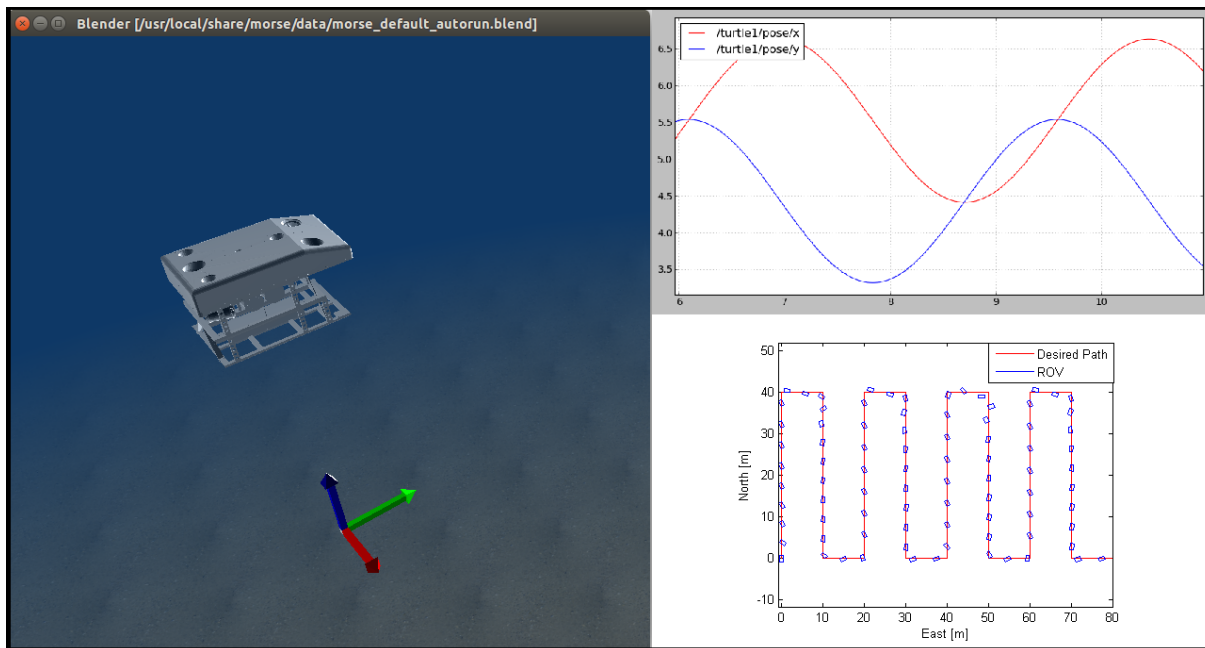 Blender [/usr/local/share/morse/data/morse_default_autorun.blend]
/turtle1/pose/x
/turtle1/pose/y
6.5
6.0
5.5
5.0
4.5
4.0
3.5
6 7 8 9 10
Desired Path
ROV
50
40
30
20
10
0
-10
North [m]
0 10 20 30 40 50 60 70 80
East [m]